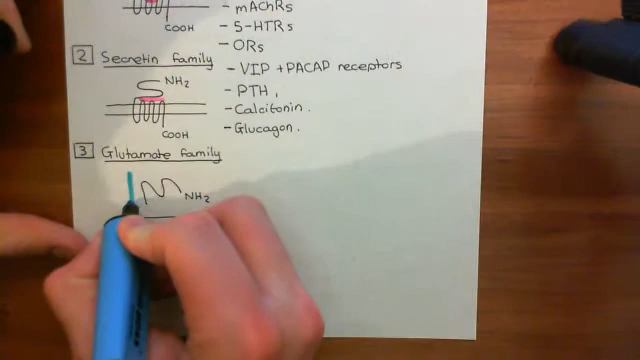 - mAChRs
COOH
- 5-HTRs
- ORs
2 Secretin family
NH2
- VIP + PACAP receptors
- PTH,
- Calcitonin.
COOH
- Glucagon.
3 Glutamate family
NH2